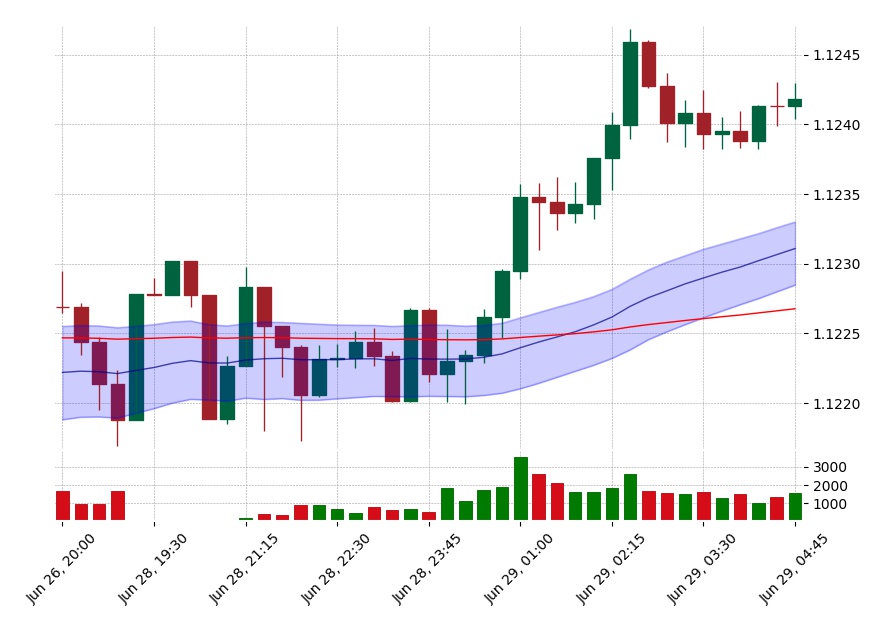 1.1245
1.1240
1.1235
1.1230
1.1225
1.1220
3000
2000
1000
Jun 26, 20:00
Jun 28, 19:30
Jun 28, 21:15
Jun 28, 22:30
Jun 28, 23:45
Jun 29, 01:00
Jun 29, 02:15
Jun 29, 03:30
Jun 29, 04:45